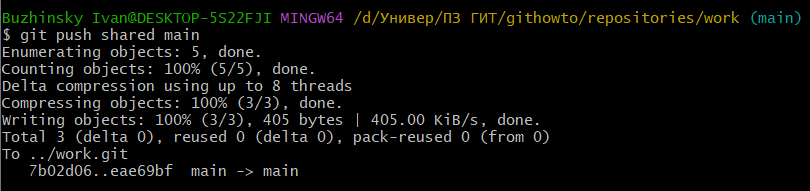 Buzhinsky Ivan@DESKTOP-5S22FJI MINGW64 /d/Универ/ПЗ ГИТ/githowto/repositories/work (main)
$ git push shared main
Enumerating objects: 5, done.
Counting objects: 100% (5/5), done.
Delta compression using up to 8 threads
Compressing objects: 100% (3/3), done.
Writing objects: 100% (3/3), 405 bytes | 405.00 KiB/s, done.
Total 3 (delta 0), reused 0 (delta 0), pack-reused 0 (from 0)
To ../work.git
   7b02d06..eae69bf  main -> main